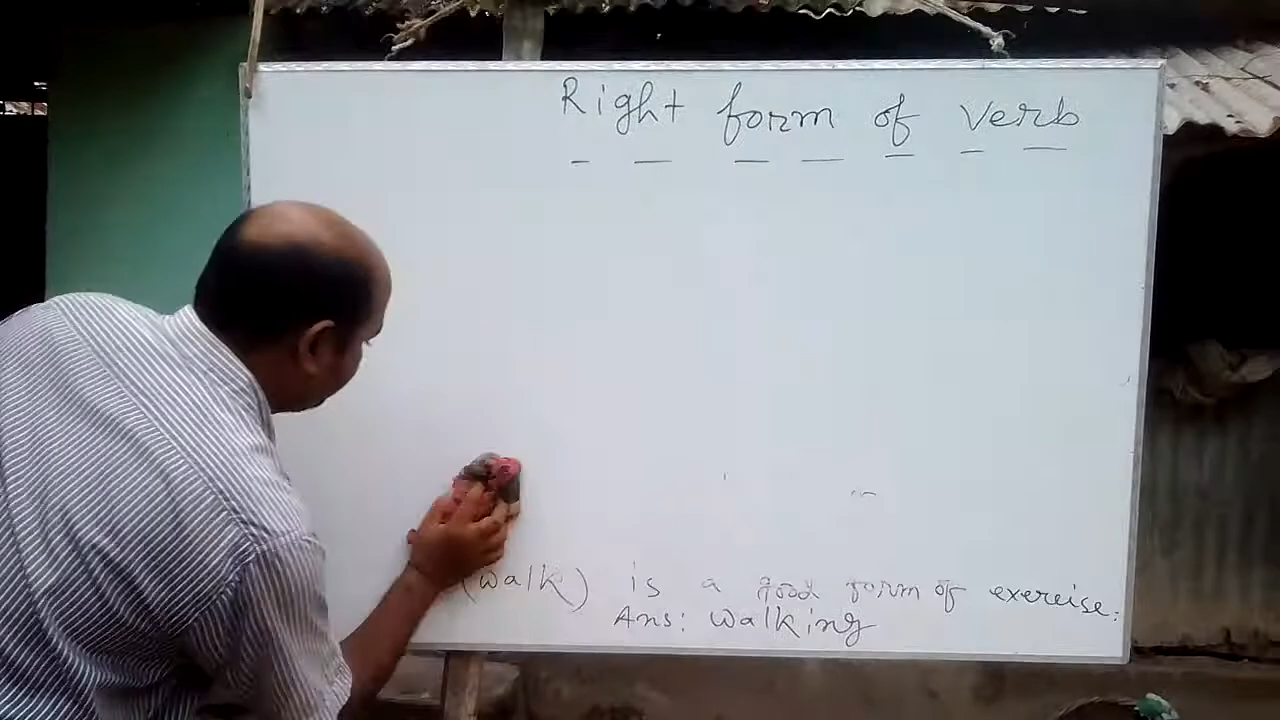 Right form of Verb
(walk) is a good form of exercise.
Ans: Walking